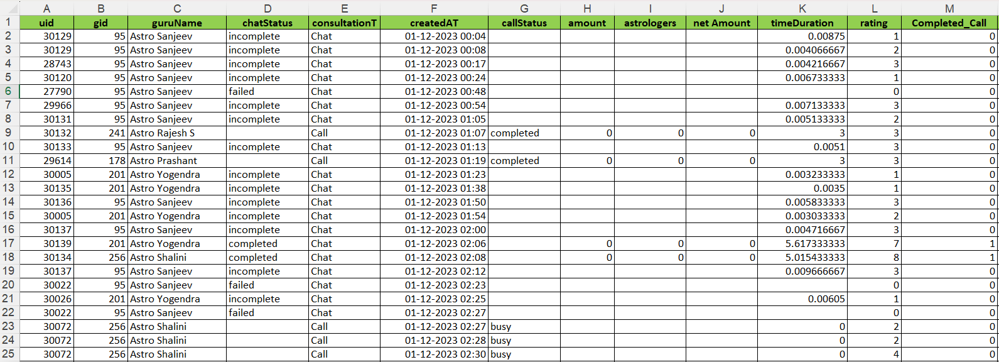 A B C D E F G H I J K L M
1 uid gid guruName chatStatus consultationT createdAT callStatus amount astrologers net Amount timeDuration rating Completed_Call
2 30129 95 Astro Sanjeev incomplete Chat 01-12-2023 00:04 0.00875 1 0
3 30129 95 Astro Sanjeev incomplete Chat 01-12-2023 00:08 0.004066667 2 0
4 28743 95 Astro Sanjeev incomplete Chat 01-12-2023 00:17 0.004216667 3 0
5 30120 95 Astro Sanjeev incomplete Chat 01-12-2023 00:24 0.006733333 1 0
6 27790 95 Astro Sanjeev failed Chat 01-12-2023 00:48 0 0
7 29966 95 Astro Sanjeev incomplete Chat 01-12-2023 00:54 0.007133333 3 0
8 30131 95 Astro Sanjeev incomplete Chat 01-12-2023 01:05 0.005133333 2 0
9 30132 241 Astro Rajesh S Call 01-12-2023 01:07 completed 0 0 0 3 3 0
10 30133 95 Astro Sanjeev incomplete Chat 01-12-2023 01:13 0.0051 3 0
11 29614 178 Astro Prashant Call 01-12-2023 01:19 completed 0 0 0 3 3 0
12 30005 201 Astro Yogendra incomplete Chat 01-12-2023 01:23 0.003233333 1 0
13 30135 201 Astro Yogendra incomplete Chat 01-12-2023 01:38 0.0035 1 0
14 30136 95 Astro Sanjeev incomplete Chat 01-12-2023 01:50 0.005833333 3 0
15 30005 201 Astro Yogendra incomplete Chat 01-12-2023 01:54 0.003033333 2 0
16 30137 95 Astro Sanjeev incomplete Chat 01-12-2023 02:00 0.004716667 3 0
17 30139 201 Astro Yogendra completed Chat 01-12-2023 02:06 0 0 0 5.617333333 7 1
18 30134 256 Astro Shalini completed Chat 01-12-2023 02:08 0 0 0 5.015433333 8 1
19 30137 95 Astro Sanjeev incomplete Chat 01-12-2023 02:12 0.009666667 3 0
20 30022 95 Astro Sanjeev failed Chat 01-12-2023 02:23 0 0
21 30026 201 Astro Yogendra incomplete Chat 01-12-2023 02:25 0.00605 1 0
22 30022 95 Astro Sanjeev failed Chat 01-12-2023 02:27 0 0
23 30072 256 Astro Shalini Call 01-12-2023 02:27 busy 0 2 0
24 30072 256 Astro Shalini Call 01-12-2023 02:28 busy 0 2 0
25 30072 256 Astro Shalini Call 01-12-2023 02:30 busy 0 4 0